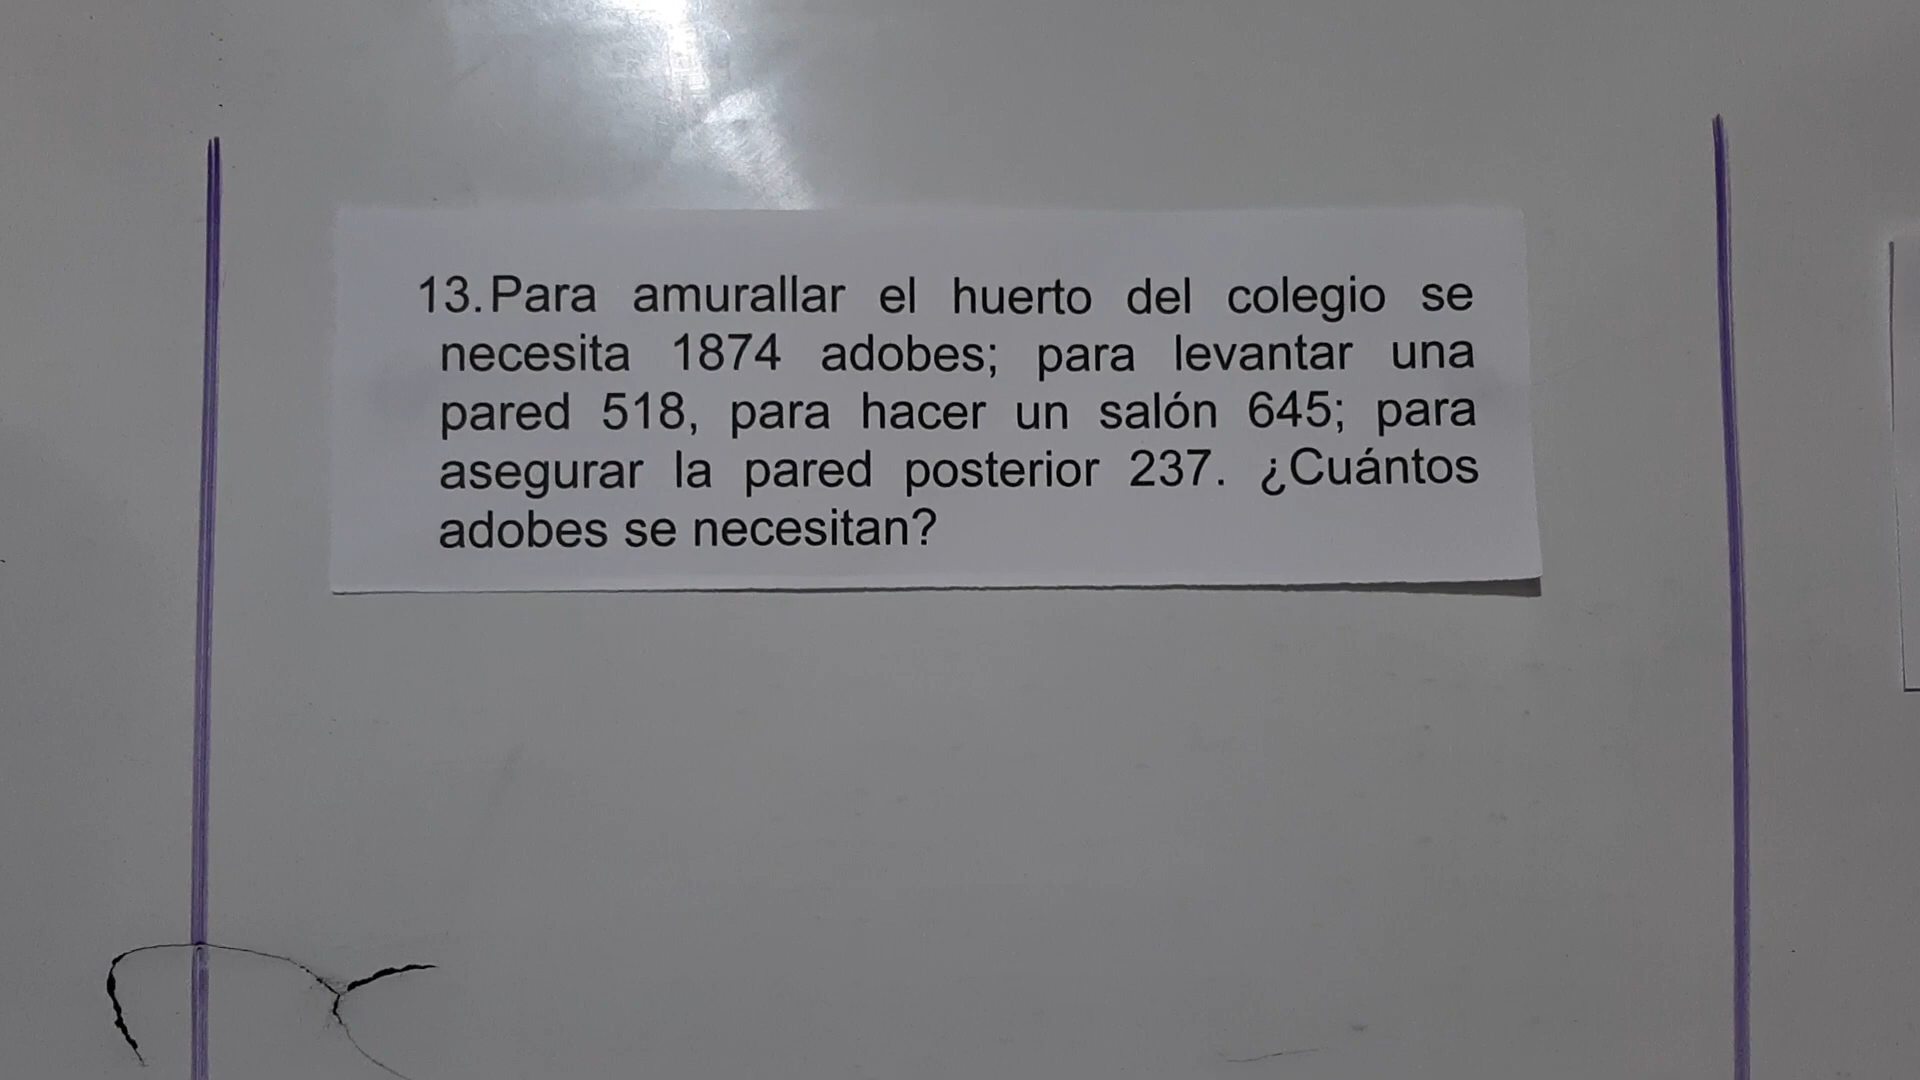 13.Para amurallar el huerto del colegio se
necesita 1874 adobes; para levantar una
pared 518, para hacer un salón 645; para
asegurar la pared posterior 237. ¿Cuántos
adobes se necesitan?